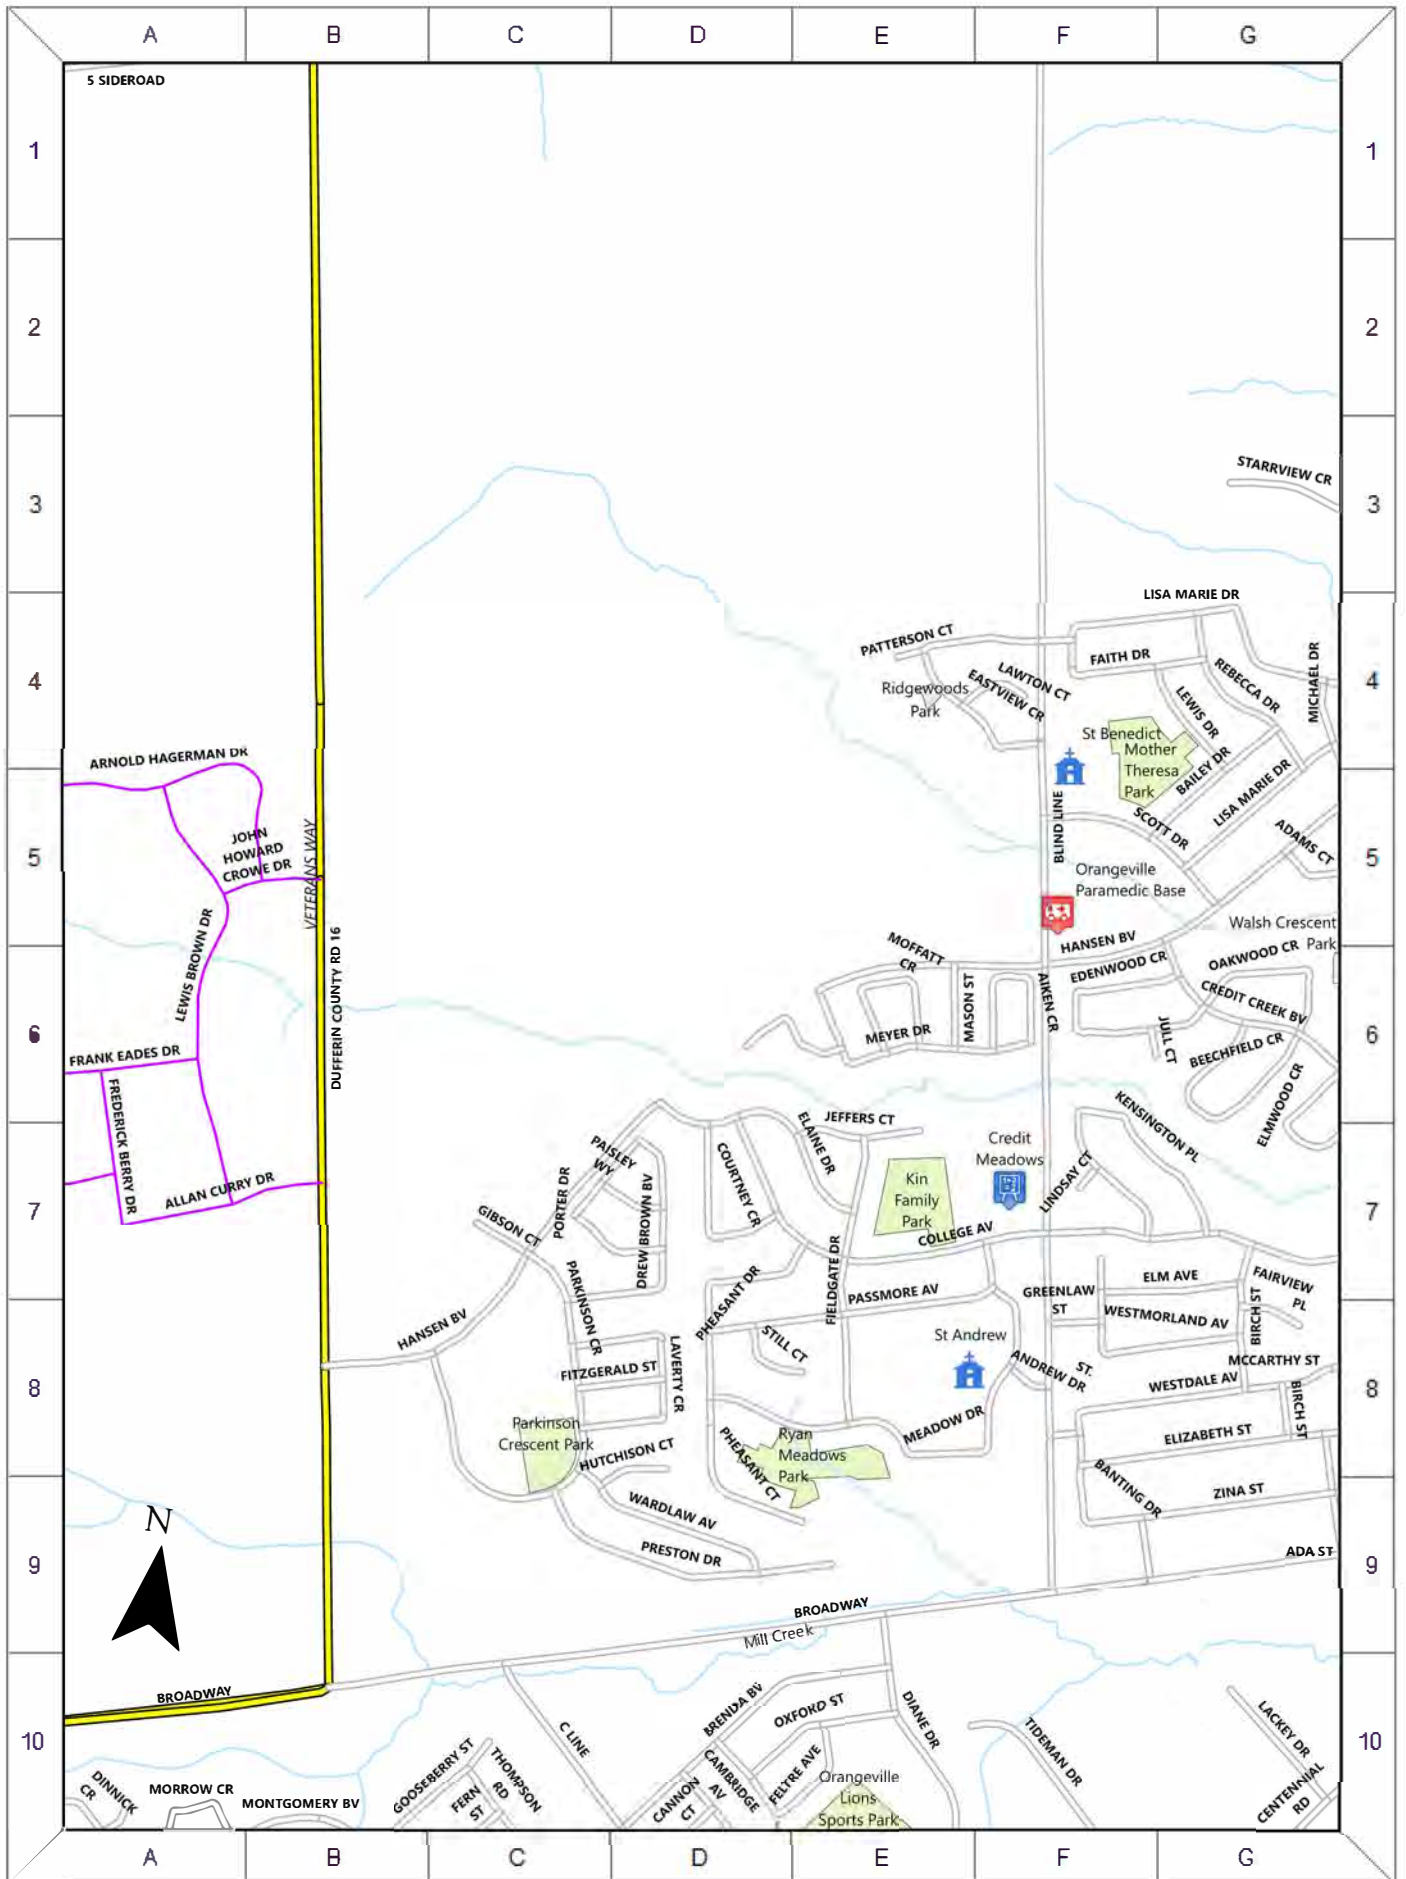 A B C D E F G
5 SIDEROAD
1 1
2 2
STARRVIEW CR
3 3
LISA MARIE DR
PATTERSON CT
FAITH DR
MICHAEL DR
LAWTON CT
REBECCA DR
4 4
EASTVIEW CR
Ridgewoods
Park
LEWIS DR
St Benedict
Mother
Theresa
Park
ARNOLD HAGERMAN DR
BAILEY DR
LISA MARIE DR
BLIND LINE
SCOTT DR
ADAMS CT
JOHN
HOWARD
CROWE DR
VETERANS WAY
5 5
Orangeville
Paramedic Base
Walsh Crescent
Park
LEWIS BROWN DR
DUFFERIN COUNTY RD 16
MOFFATT
CR
HANSEN BV
EDENWOOD CR
OAKWOOD CR
MASON ST
AIKEN CR
CREDIT CREEK BV
6 6
MEYER DR
JULL CT
BEECHFIELD CR
ELMWOOD CR
FRANK EADES DR
FREDERICK BERRY DR
JEFFERS CT
KENSINGTON PL
ELAINE DR
Credit
Meadows
PAISLEY
WY
COURTNEY CR
LINDSAY CT
Kin
Family
Park
ALLAN CURRY DR
7 7
PORTER DR
GIBSON CT
DREW BROWN BV
COLLEGE AV
PARKINSON CR
PHEASANT DR
FIELDGATE DR
PASSMORE AV
GREENLAW
ST
ELM AVE
FAIRVIEW
PL
WESTMORLAND AV
BIRCH ST
HANSEN BV
STILL CT
St Andrew
ST.
ANDREW DR
MCCARTHY ST
FITZGERALD ST
LAVERTY CR
WESTDALE AV
8 8
BIRCH ST
Parkinson
Crescent Park
MEADOW DR
ELIZABETH ST
HUTCHISON CT
PHEASANT CT
Ryan
Meadows
Park
BANTING DR
ZINA ST
WARDLAW AV
N
PRESTON DR
ADA ST
9 9
BROADWAY
Mill Creek
BROADWAY
BRENDA BV
OXFORD ST
DIANE DR
C LINE
TIDEMAN DR
LACKEY DR
10 10
GOOSEBERRY ST
THOMPSON
RD
FERN
ST
CANNON
CT
CAMBRIDGE
AV
FELTRE AVE
Orangeville
Lions
Sports Park
CENTENNIAL
RD
DINNICK
CR
MORROW CR
MONTGOMERY BV
A B C D E F G